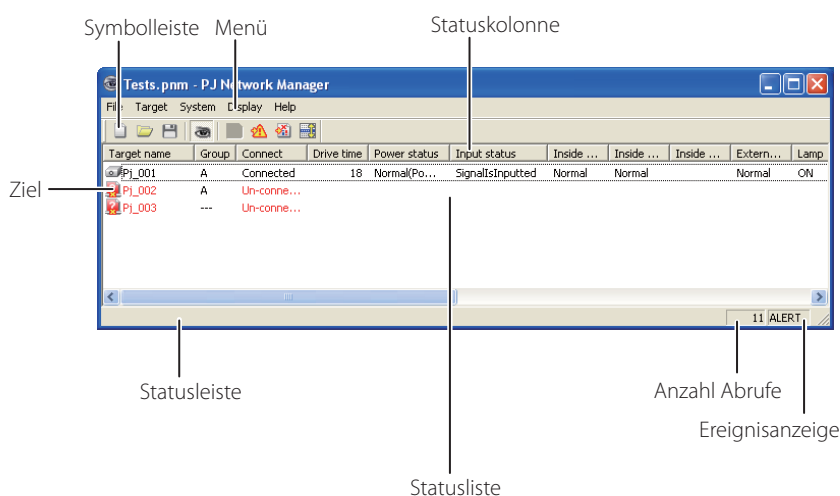 Symbolleiste Menü Statuskolonne
Tests.pnm - PJ Network Manager
File Target System Display Help
Target name Group Connect Drive time Power status Input status Inside ... Inside ... Inside ... Extern... Lamp
Pj_001 A Connected 18 Normal(Po... SignalIsInputted Normal Normal Normal ON
Ziel
Pj_002 A Un-conne...
Pj_003 --- Un-conne...
11 ALERT
Statusleiste
Anzahl Abrufe
Ereignisanzeige
Statusliste